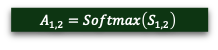 A₁,₂ = Softmax(S₁,₂)